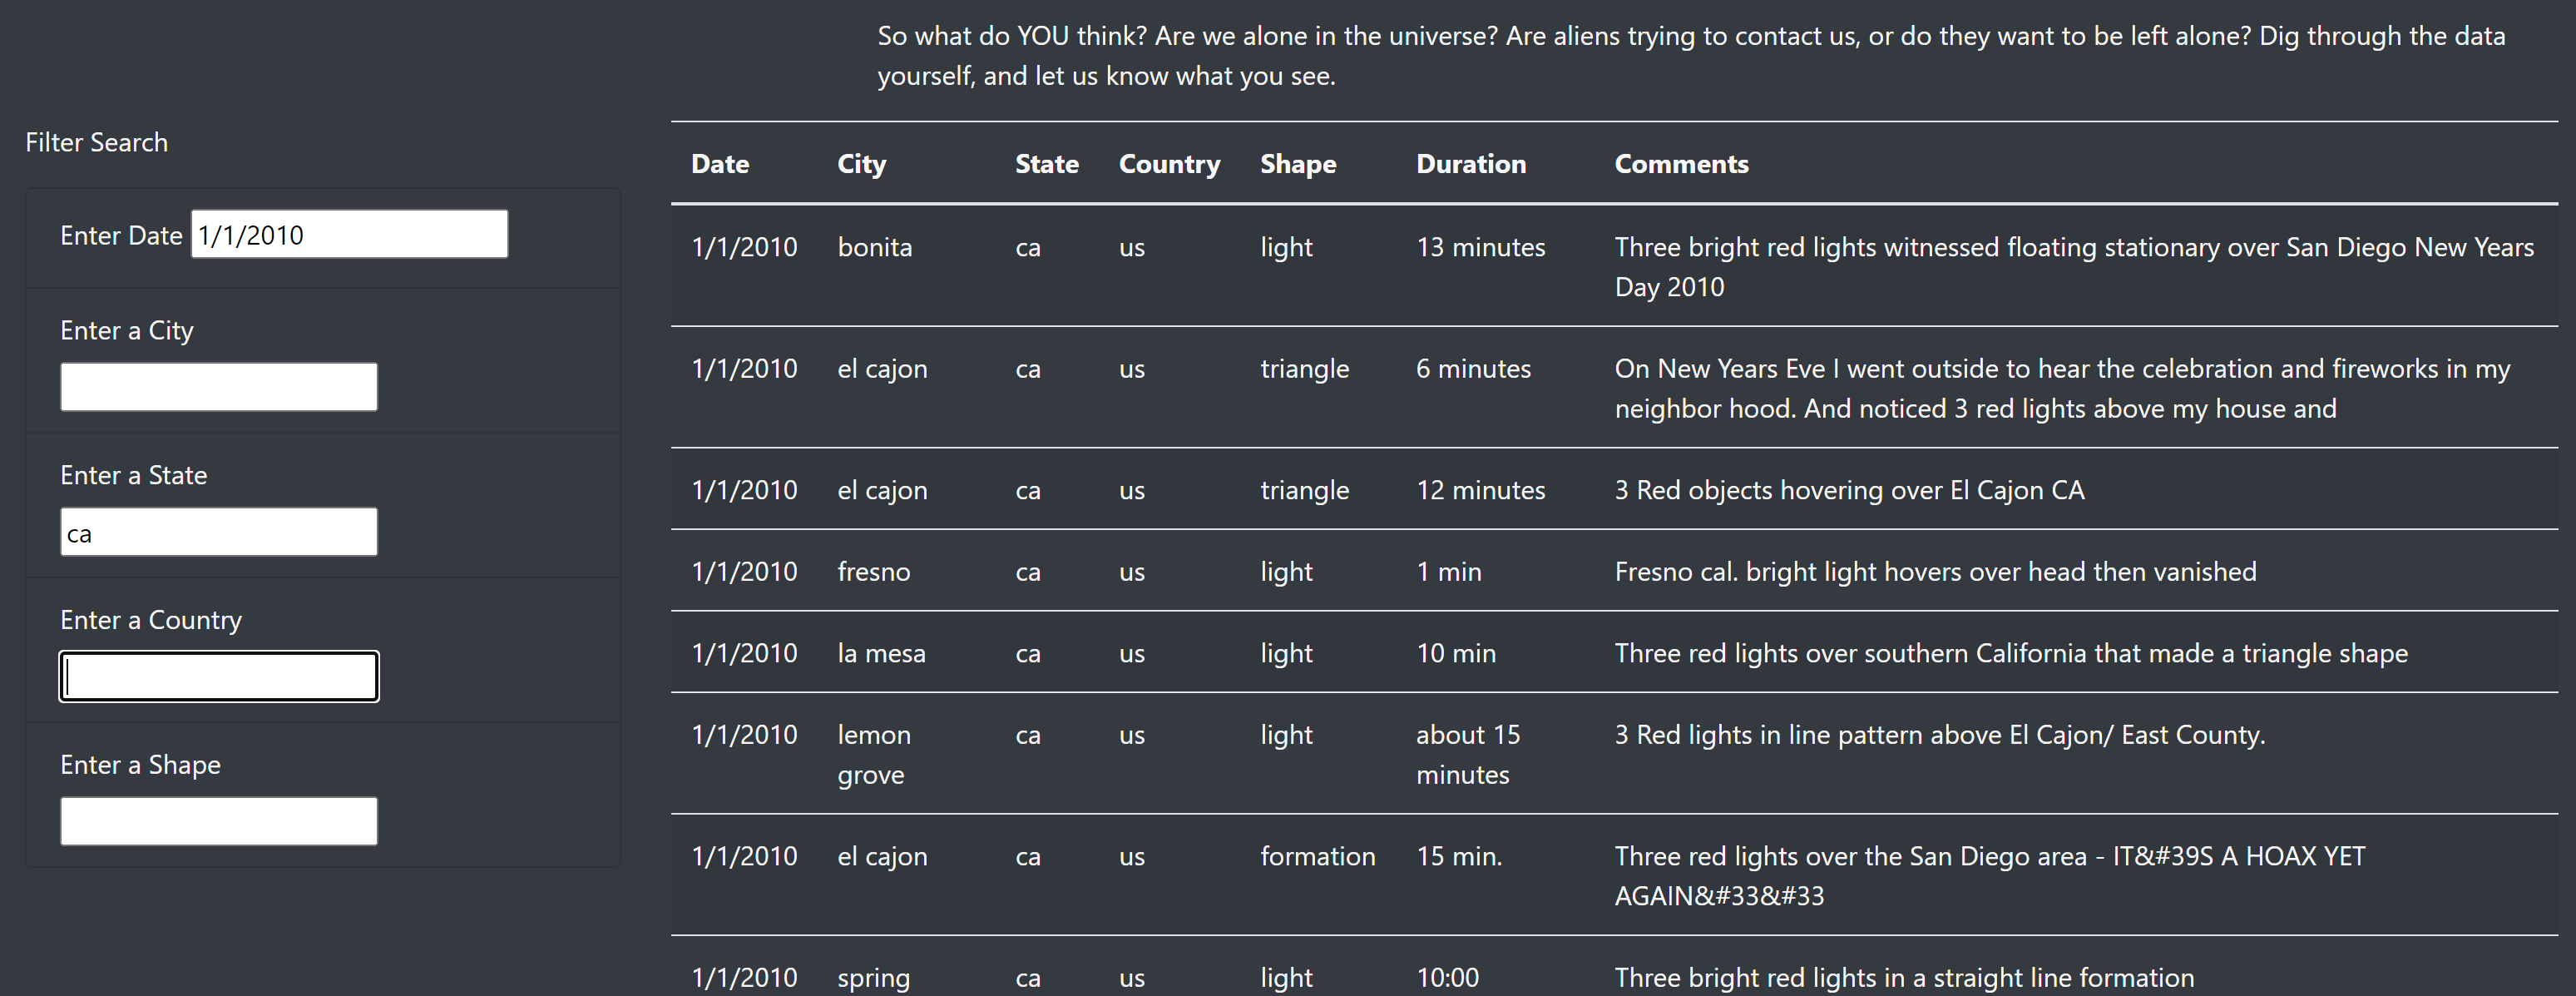 So what do YOU think? Are we alone in the universe? Are aliens trying to contact us, or do they want to be left alone? Dig through the data
yourself, and let us know what you see.
Filter Search
Enter Date 1/1/2010
Enter a City
Enter a State
ca
Enter a Country
Enter a Shape
Date City State Country Shape Duration Comments
1/1/2010 bonita ca us light 13 minutes Three bright red lights witnessed floating stationary over San Diego New Years
Day 2010
1/1/2010 el cajon ca us triangle 6 minutes On New Years Eve I went outside to hear the celebration and fireworks in my
neighbor hood. And noticed 3 red lights above my house and
1/1/2010 el cajon ca us triangle 12 minutes 3 Red objects hovering over El Cajon CA
1/1/2010 fresno ca us light 1 min Fresno cal. bright light hovers over head then vanished
1/1/2010 la mesa ca us light 10 min Three red lights over southern California that made a triangle shape
1/1/2010 lemon ca us light about 15 3 Red lights in line pattern above El Cajon/ East County.
grove minutes
1/1/2010 el cajon ca us formation 15 min. Three red lights over the San Diego area - IT&#39S A HOAX YET
AGAIN&#33&#33
1/1/2010 spring ca us light 10:00 Three bright red lights in a straight line formation